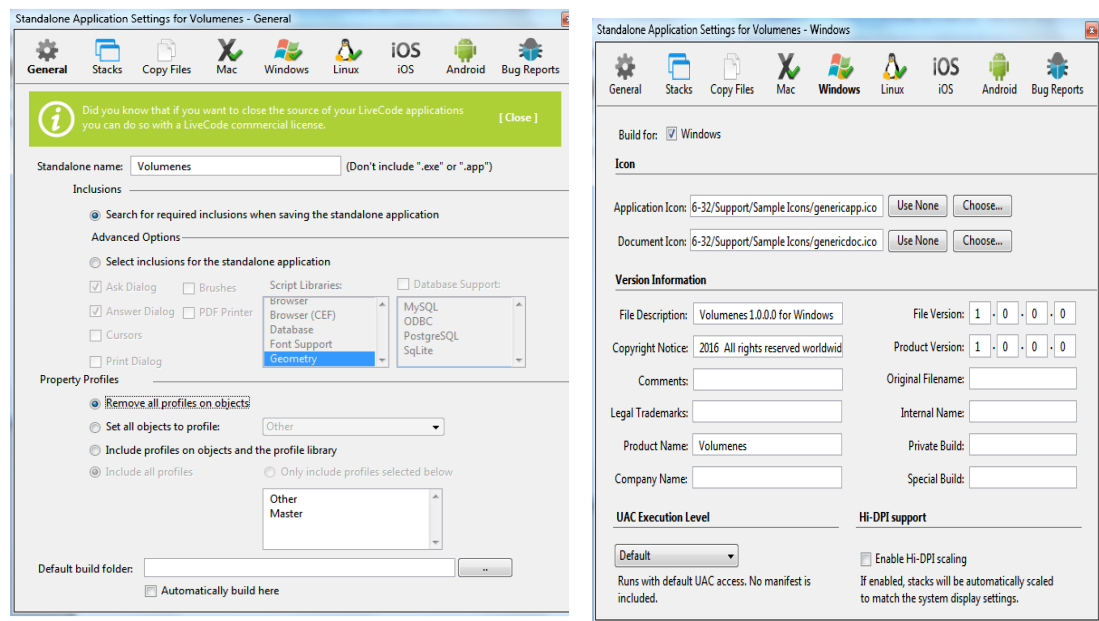 Standalone Application Settings for Volumenes - General
General Stacks Copy Files Mac Windows Linux iOS iOS Android Bug Reports
Did you know that if you want to close the source of your LiveCode applications
you can do so with a LiveCode commercial license.
[ Close ]
Standalone name: Volumenes (Don't include ".exe" or ".app")
Inclusions
Search for required inclusions when saving the standalone application
Advanced Options
Select inclusions for the standalone application
Ask Dialog Brushes Script Libraries: Database Support:
Browser MySQL
Answer Dialog PDF Printer Browser (CEF) ODBC
Cursors Database PostgreSQL
Font Support SqLite
Print Dialog Geometry
Property Profiles
Remove all profiles on objects
Set all objects to profile: Other
Include profiles on objects and the profile library
Include all profiles Only include profiles selected below
Other
Master
Default build folder: ..
Automatically build here
Standalone Application Settings for Volumenes - Windows
General Stacks Copy Files Mac Windows Linux iOS iOS Android Bug Reports
Build for: Windows
Icon
Application Icon: 6-32/Support/Sample Icons/genericapp.ico Use None Choose...
Document Icon: 6-32/Support/Sample Icons/genericdoc.ico Use None Choose...
Version Information
File Description: Volumenes 1.0.0.0 for Windows File Version: 1 . 0 . 0 . 0
Copyright Notice: 2016 All rights reserved worldwid Product Version: 1 . 0 . 0 . 0
Comments: Original Filename:
Legal Trademarks: Internal Name:
Product Name: Volumenes Private Build:
Company Name: Special Build:
UAC Execution Level Hi-DPI support
Default Enable Hi-DPI scaling
Runs with default UAC access. No manifest is If enabled, stacks will be automatically scaled
included. to match the system display settings.